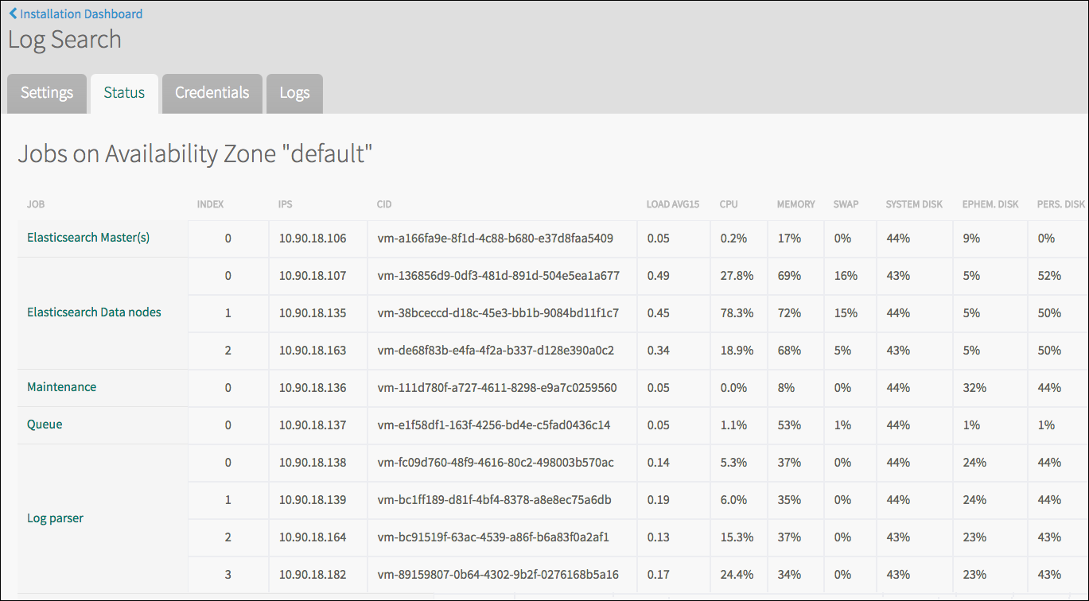 Installation Dashboard
Log Search
Settings Status Credentials Logs
Jobs on Availability Zone "default"
JOB INDEX IPS CID LOAD AVG15 CPU MEMORY SWAP SYSTEM DISK EPHEM. DISK PERS. DISK
Elasticsearch Master(s) 0 10.90.18.106 vm-a166fa9e-8f1d-4c88-b680-e37d8faa5409 0.05 0.2% 17% 0% 44% 9% 0%
0 10.90.18.107 vm-136856d9-0df3-481d-891d-504e5ea1a677 0.49 27.8% 69% 16% 43% 5% 52%
Elasticsearch Data nodes 1 10.90.18.135 vm-38bceccd-d18c-45e3-bb1b-9084bd11f1c7 0.45 78.3% 72% 15% 44% 5% 50%
2 10.90.18.163 vm-de68f83b-e4fa-4f2a-b337-d128e390a0c2 0.34 18.9% 68% 5% 43% 5% 50%
Maintenance 0 10.90.18.136 vm-111d780f-a727-4611-8298-e9a7c0259560 0.05 0.0% 8% 0% 44% 32% 44%
Queue 0 10.90.18.137 vm-e1f58df1-163f-4256-bd4e-c5fad0436c14 0.05 1.1% 53% 1% 44% 1% 1%
0 10.90.18.138 vm-fc09d760-48f9-4616-80c2-498003b570ac 0.14 5.3% 37% 0% 44% 24% 44%
1 10.90.18.139 vm-bc1ff189-d81f-4bf4-8378-a8e8ec75a6db 0.19 6.0% 35% 0% 44% 24% 44%
Log parser
2 10.90.18.164 vm-bc91519f-63ac-4539-a86f-b6a83f0a2af1 0.13 15.3% 37% 0% 43% 23% 43%
3 10.90.18.182 vm-89159807-0b64-4302-9b2f-0276168b5a16 0.17 24.4% 34% 0% 43% 23% 43%